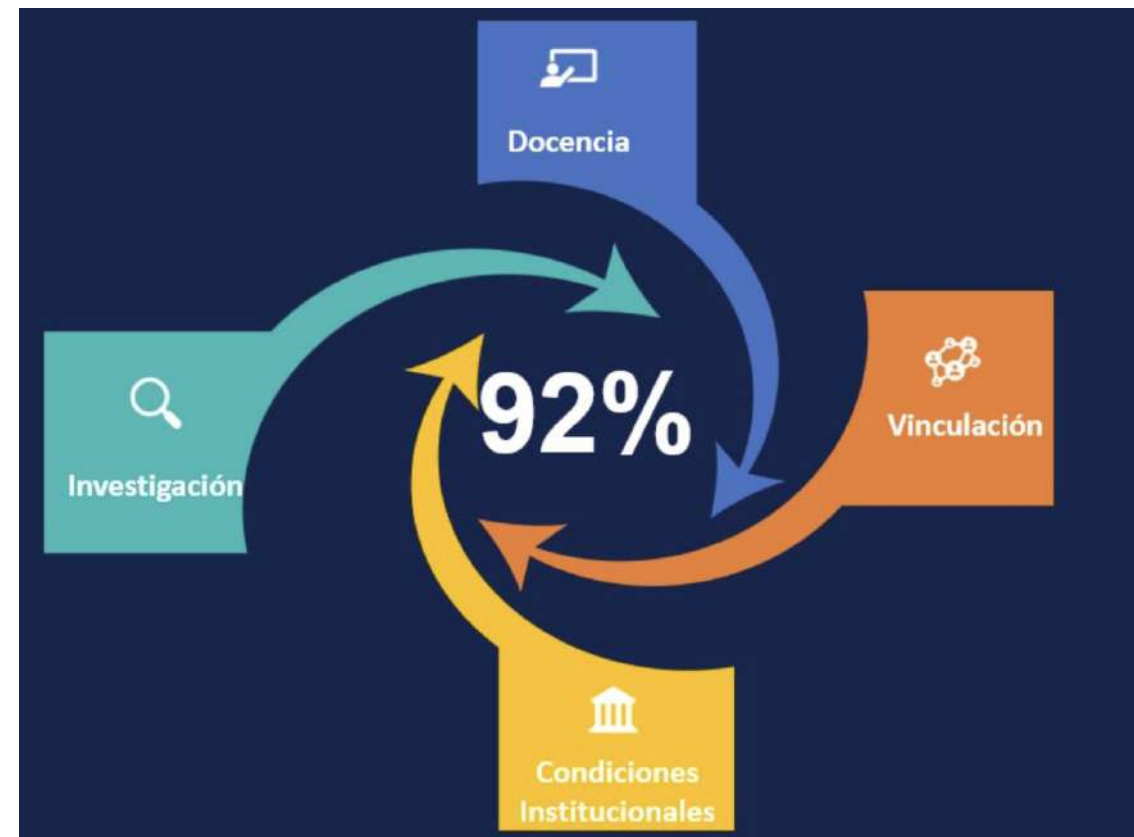 Docencia
92%
Vinculación
Investigación
Condiciones
Institucionales